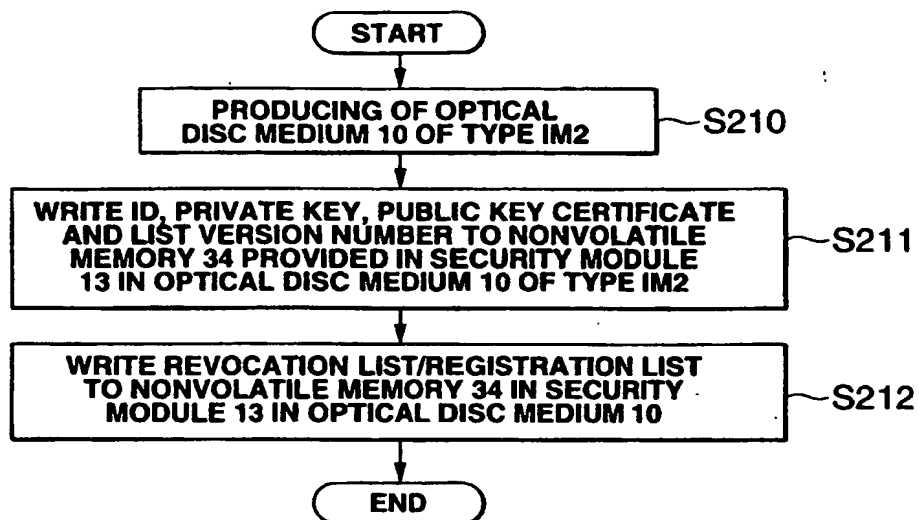 START
PRODUCING OF OPTICAL
DISC MEDIUM 10 OF TYPE IM2
S210
WRITE ID, PRIVATE KEY, PUBLIC KEY CERTIFICATE
AND LIST VERSION NUMBER TO NONVOLATILE
MEMORY 34 PROVIDED IN SECURITY MODULE
13 IN OPTICAL DISC MEDIUM 10 OF TYPE IM2
S211
WRITE REVOCATION LIST/REGISTRATION LIST
TO NONVOLATILE MEMORY 34 IN SECURITY
MODULE 13 IN OPTICAL DISC MEDIUM 10
S212
END